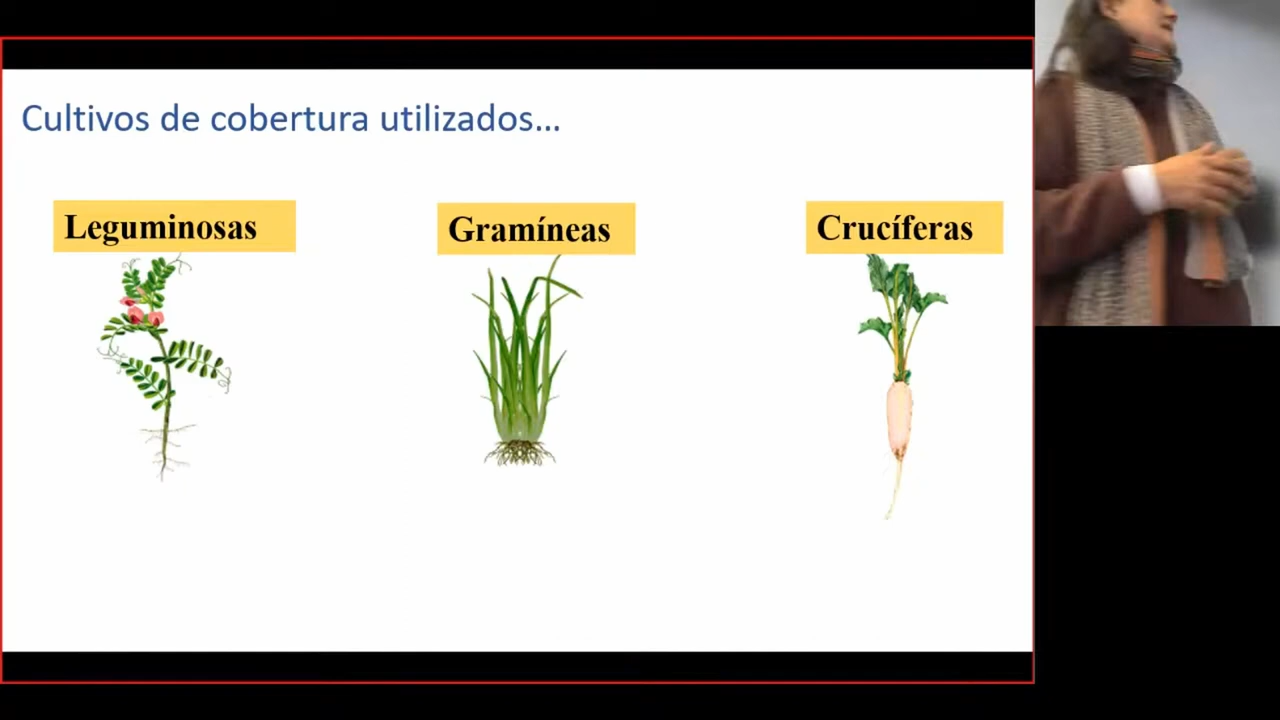 Cultivos de cobertura utilizados...
Leguminosas
Gramíneas
Crucíferas